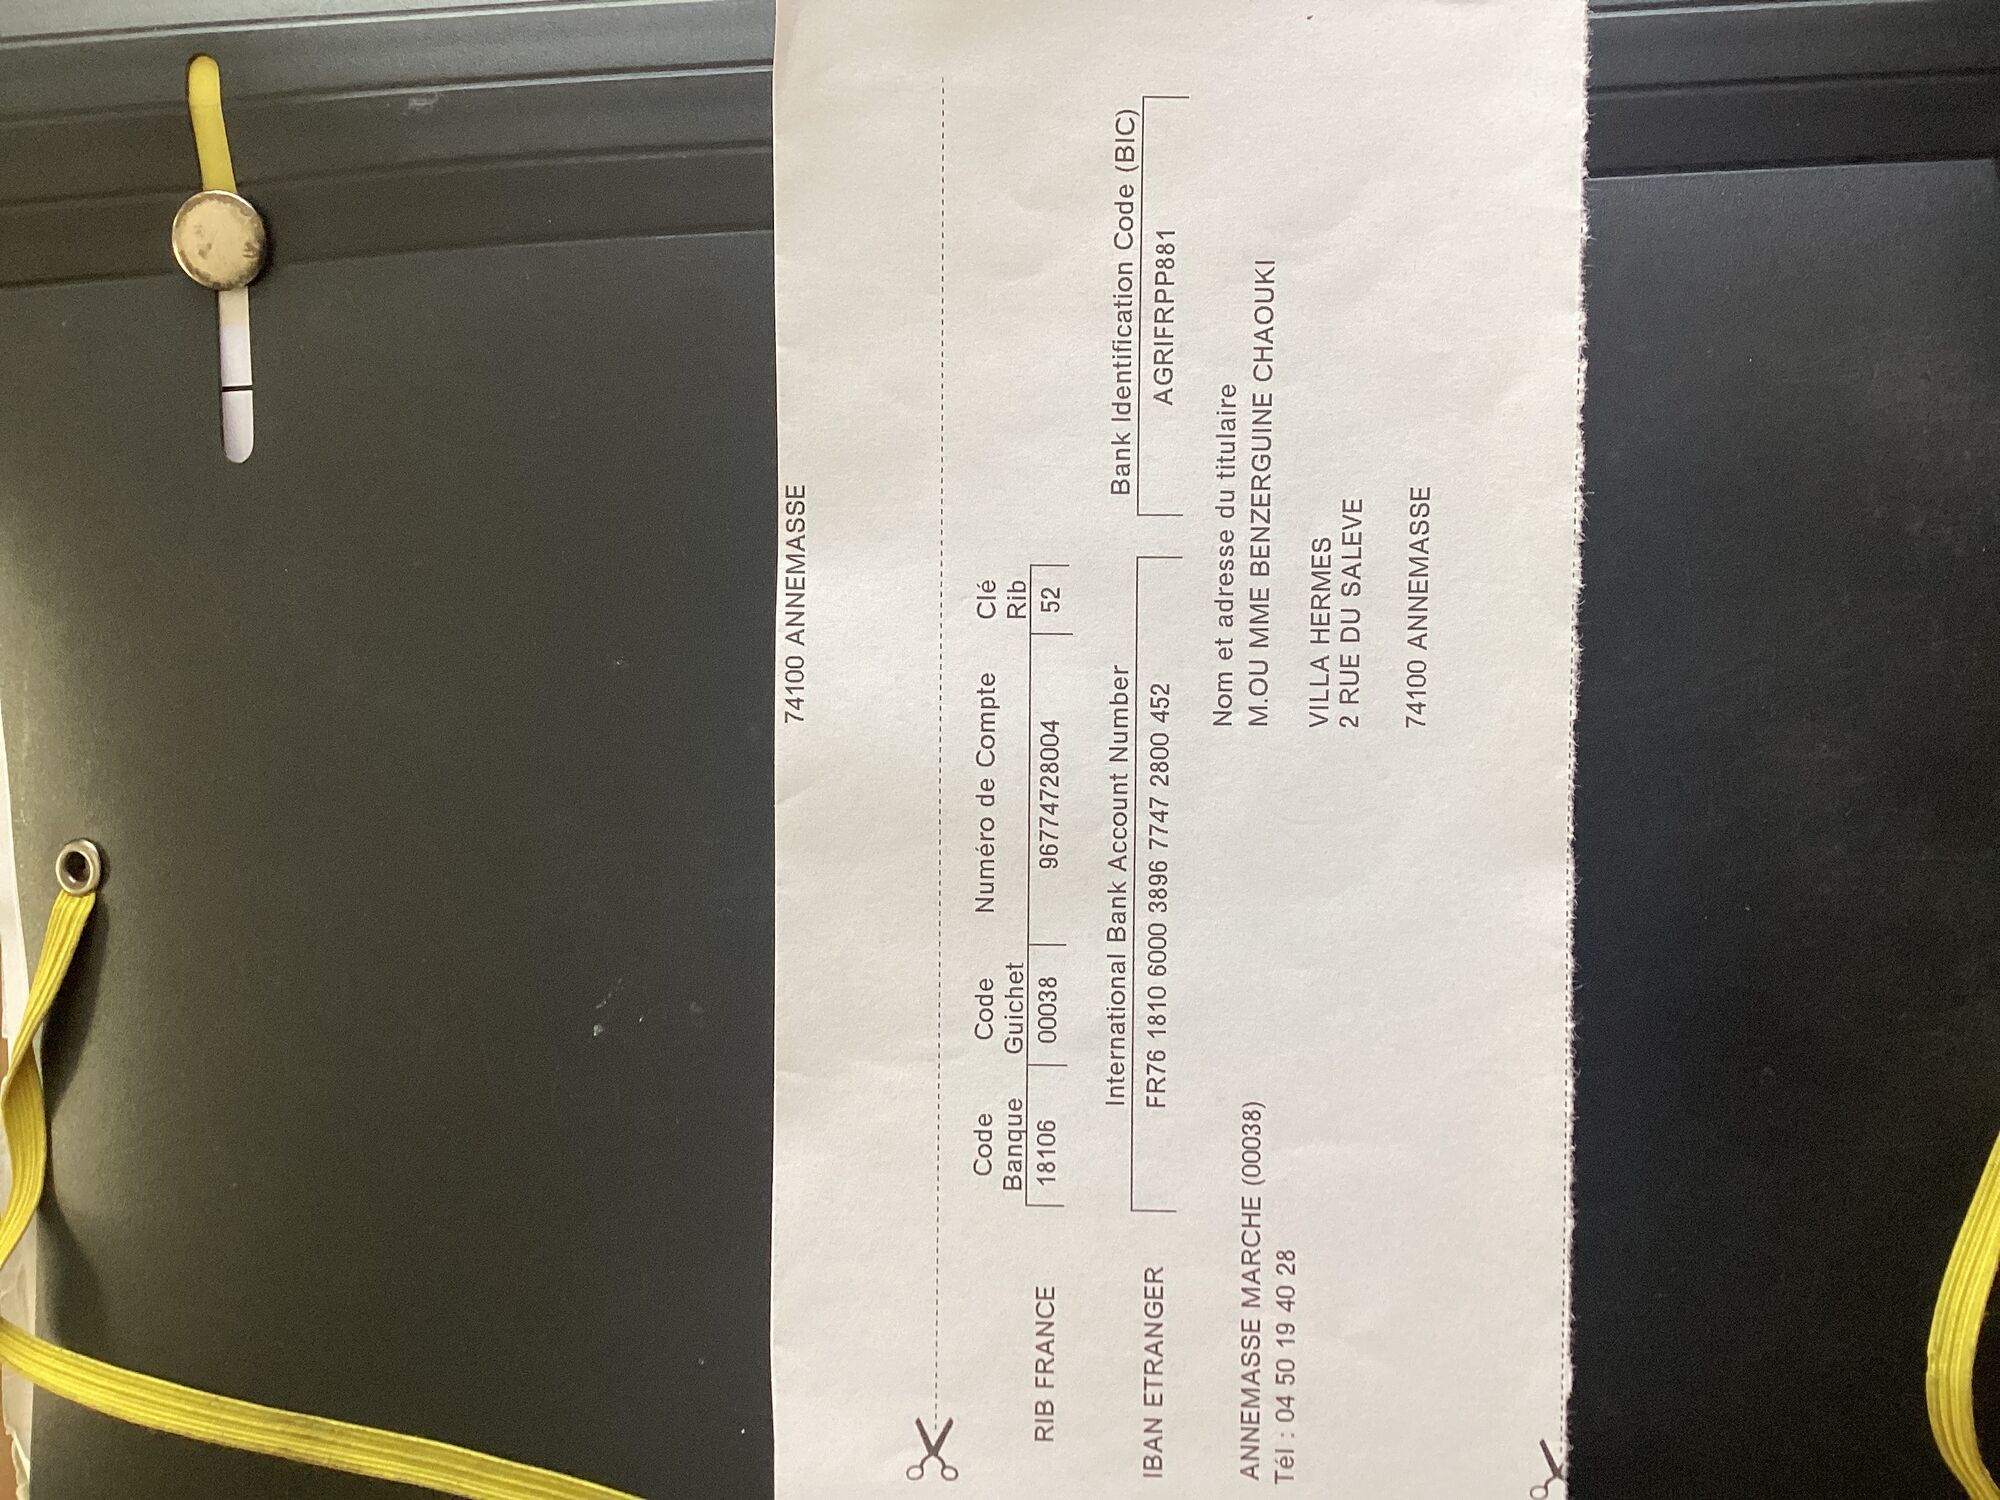 74100 ANNEMASSE
Code Code Numéro de Compte Clé
Banque Guichet Rib
RIB FRANCE 18106 00038 96774728004 52
International Bank Account Number Bank Identification Code (BIC)
IBAN ETRANGER FR76 1810 6000 3896 7747 2800 452 AGRIFRPP881
Nom et adresse du titulaire
ANNEMASSE MARCHE (00038) M.OU MME BENZERGUINE CHAOUKI
Tél : 04 50 19 40 28
VILLA HERMES
2 RUE DU SALEVE
74100 ANNEMASSE